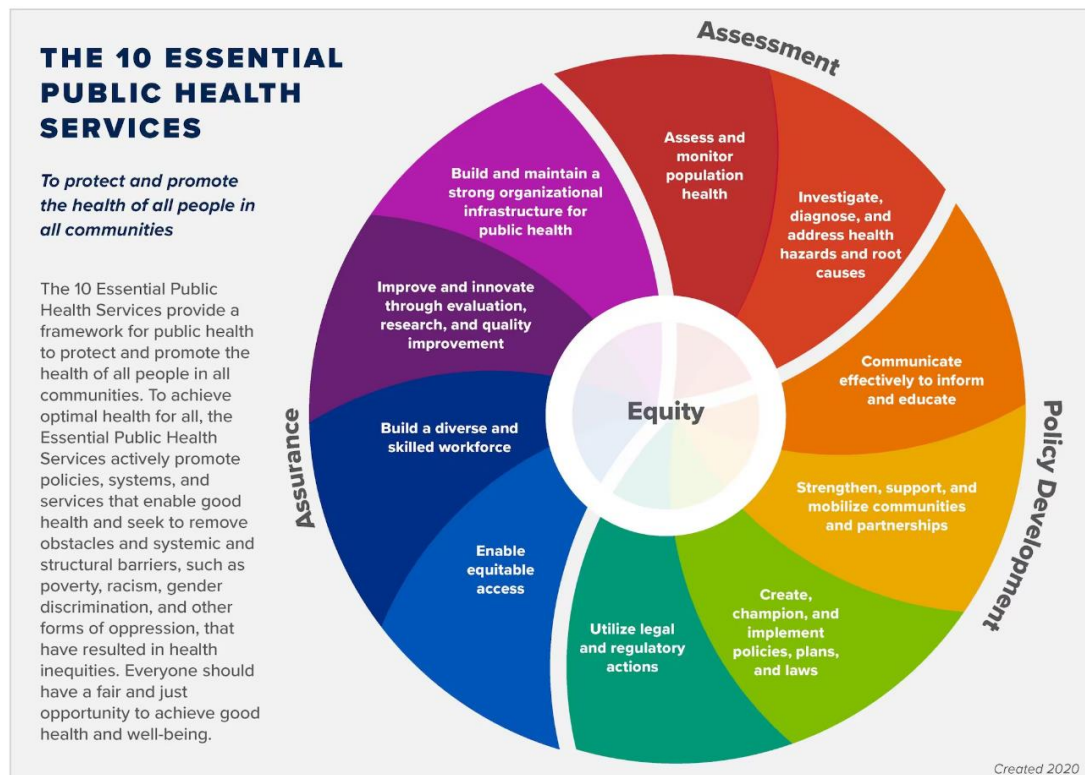 THE 10 ESSENTIAL
PUBLIC HEALTH
SERVICES
To protect and promote
the health of all people in
all communities
The 10 Essential Public
Health Services provide a
framework for public health
to protect and promote the
health of all people in all
communities. To achieve
optimal health for all, the
Essential Public Health
Services actively promote
policies, systems, and
services that enable good
health and seek to remove
obstacles and systemic and
structural barriers, such as
poverty, racism, gender
discrimination, and other
forms of oppression, that
have resulted in health
inequities. Everyone should
have a fair and just
opportunity to achieve good
health and well-being.
Assessment
Assess and
monitor
population
health
Investigate,
diagnose, and
address health
hazards and root
causes
Policy Development
Communicate
effectively to inform
and educate
Strengthen, support, and
mobilize communities
and partnerships
Create,
champion, and
implement
policies, plans,
and laws
Utilize legal
and regulatory
actions
Assurance
Enable
equitable
access
Build a diverse and
skilled workforce
Improve and innovate
through evaluation,
research, and quality
improvement
Build and maintain a
strong organizational
infrastructure for
public health
Equity
Created 2020